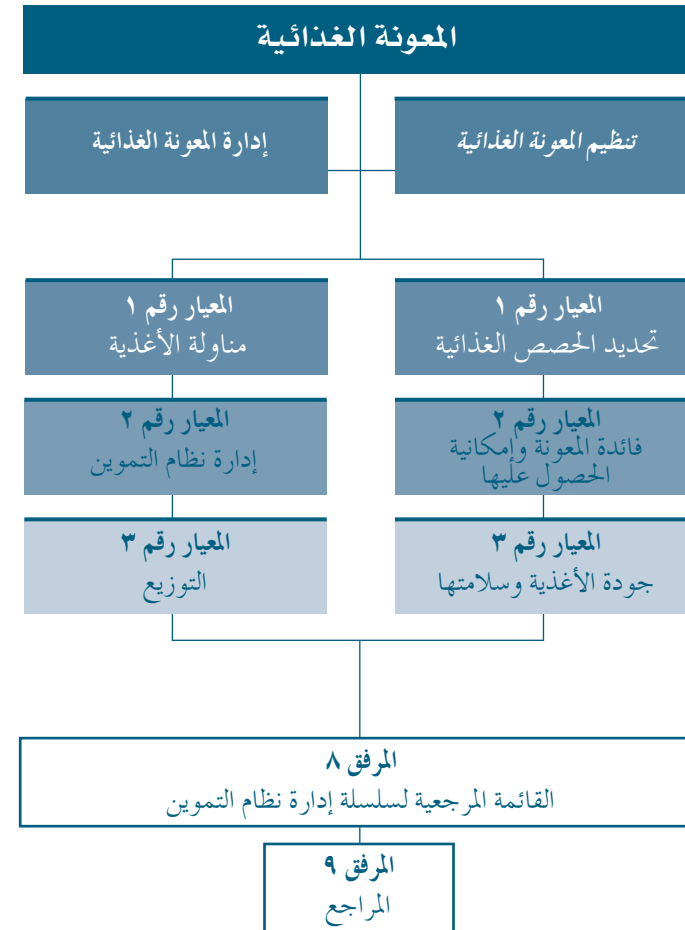 المعونة الغذائية
تنظيم المعونة الغذائية
إدارة المعونة الغذائية
المعيار رقم ١
تحديد الحصص الغذائية
المعيار رقم ١
مناولة الأغذية
المعيار رقم ٢
فائدة المعونة وإمكانية
الحصول عليها
المعيار رقم ٢
إدارة نظام التموين
المعيار رقم ٣
جودة الأغذية وسلامتها
المعيار رقم ٣
التوزيع
المرفق ٨
القائمة المرجعية لسلسلة إدارة نظام التموين
المرفق ٩
المراجع